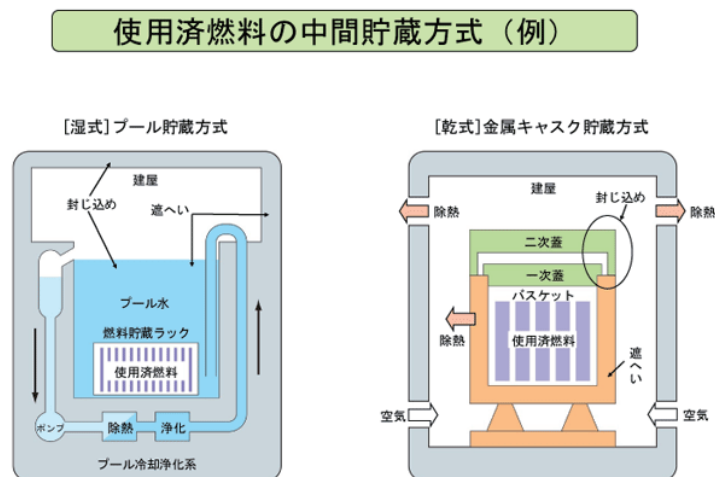 使用済燃料の中間貯蔵方式（例）
[湿式]プール貯蔵方式
建屋
封じ込め
遮へい
プール水
燃料貯蔵ラック
使用済燃料
ポンプ
除熱
浄化
プール冷却浄化系
[乾式]金属キャスク貯蔵方式
建屋
封じ込め
除熱
除熱
二次蓋
一次蓋
バスケット
使用済燃料
除熱
遮へい
空気
空気